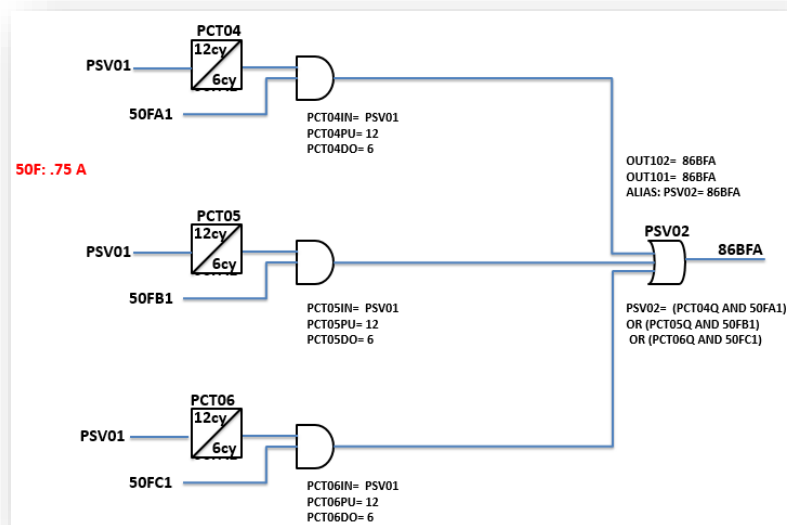 PCT04
12cy
PSV01
6cy
50FA1
PCT04IN= PSV01
PCT04PU= 12
PCT04DO= 6
50F: .75 A
OUT102= 86BFA
OUT101= 86BFA
ALIAS: PSV02= 86BFA
PCT05
12cy
PSV01
6cy
50FB1
PCT05IN= PSV01
PCT05PU= 12
PCT05DO= 6
PSV02
86BFA
PSV02= (PCT04Q AND 50FA1)
OR (PCT05Q AND 50FB1)
OR (PCT06Q AND 50FC1)
PCT06
12cy
PSV01
6cy
50FC1
PCT06IN= PSV01
PCT06PU= 12
PCT06DO= 6